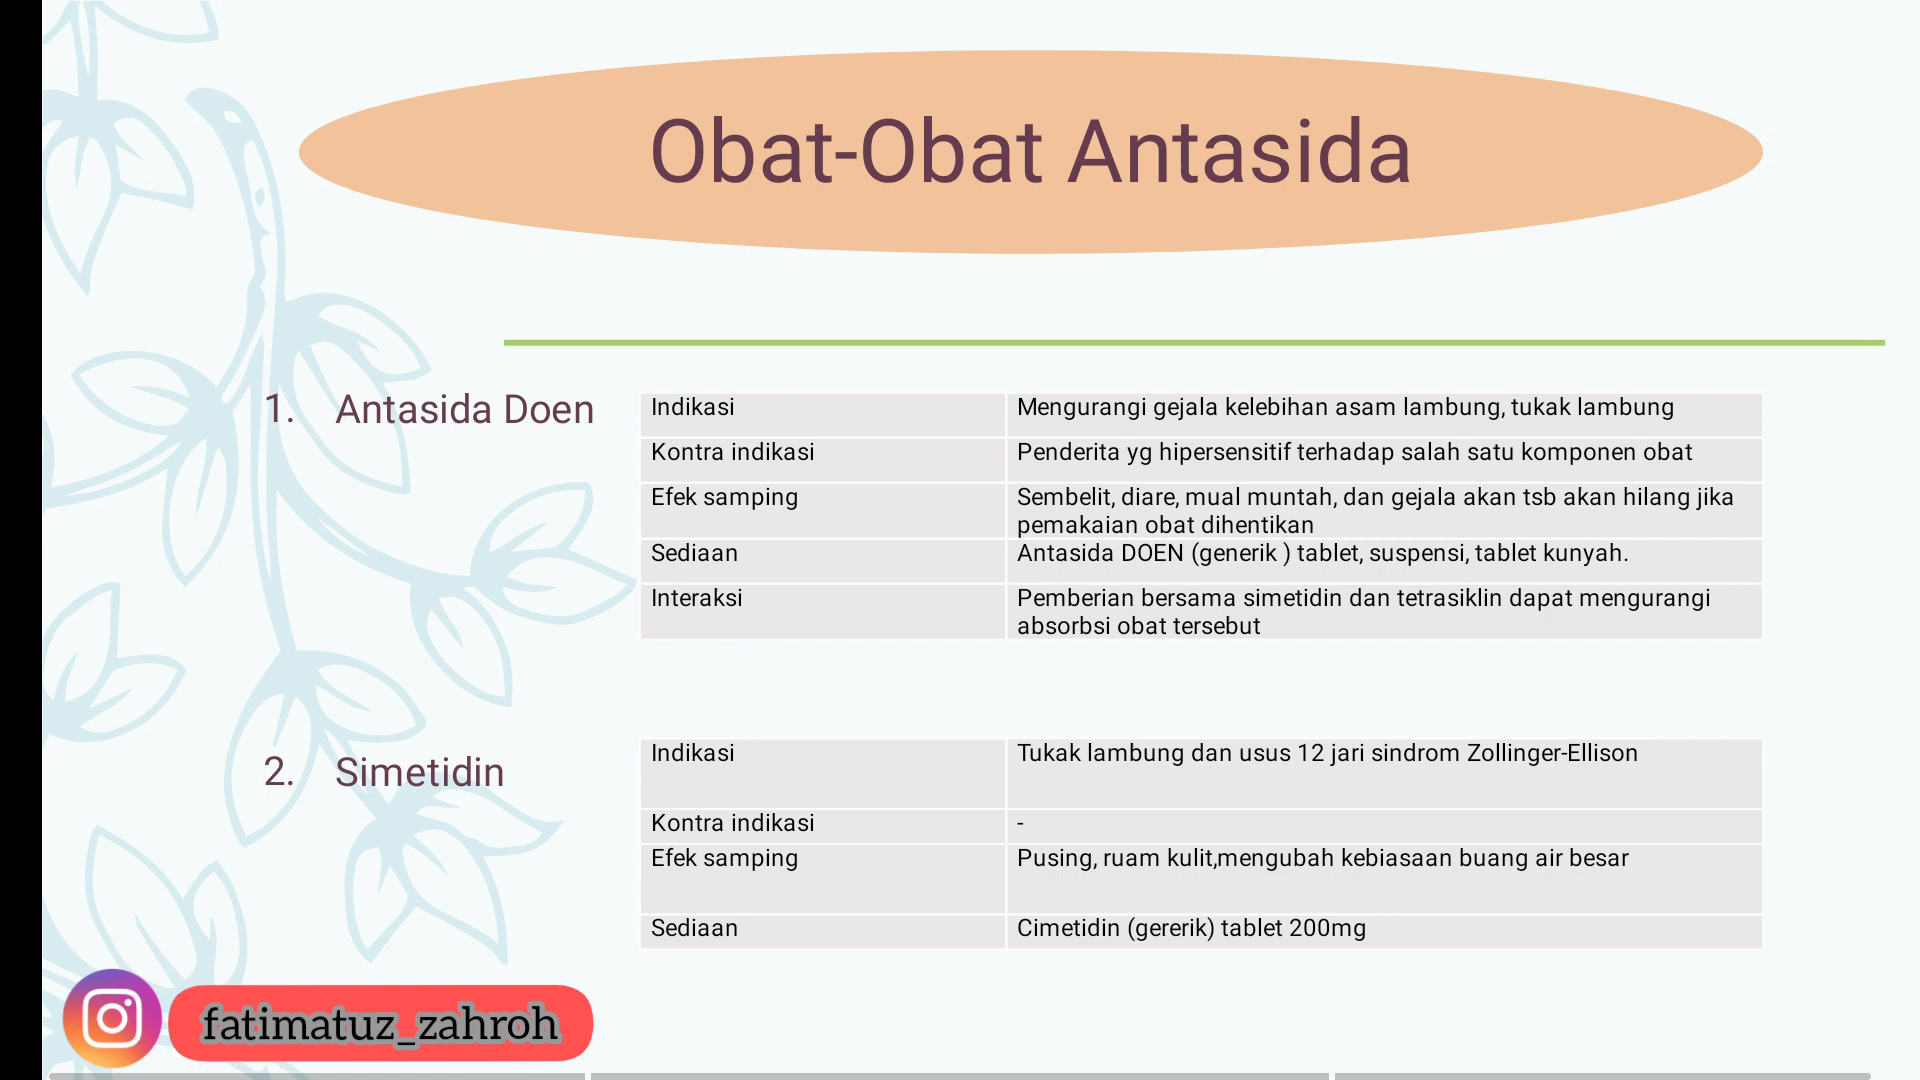 Obat-Obat Antasida
1. Antasida Doen
Indikasi Mengurangi gejala kelebihan asam lambung, tukak lambung
Kontra indikasi Penderita yg hipersensitif terhadap salah satu komponen obat
Efek samping Sembelit, diare, mual muntah, dan gejala akan tsb akan hilang jika
pemakaian obat dihentikan
Sediaan Antasida DOEN (generik ) tablet, suspensi, tablet kunyah.
Interaksi Pemberian bersama simetidin dan tetrasiklin dapat mengurangi
absorbsi obat tersebut
2. Simetidin
Indikasi Tukak lambung dan usus 12 jari sindrom Zollinger-Ellison
Kontra indikasi -
Efek samping Pusing, ruam kulit,mengubah kebiasaan buang air besar
Sediaan Cimetidin (gererik) tablet 200mg
fatimatuz_zahroh